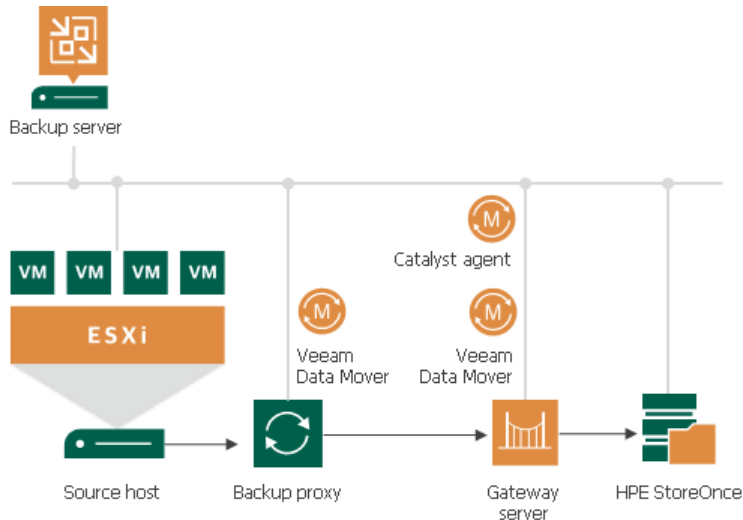 Backup server
VM VM VM VM
ESXi
Catalyst agent
Veeam
Data Mover
Veeam
Data Mover
M
M
M
Source host
Backup proxy
Gateway
server
HPE StoreOnce